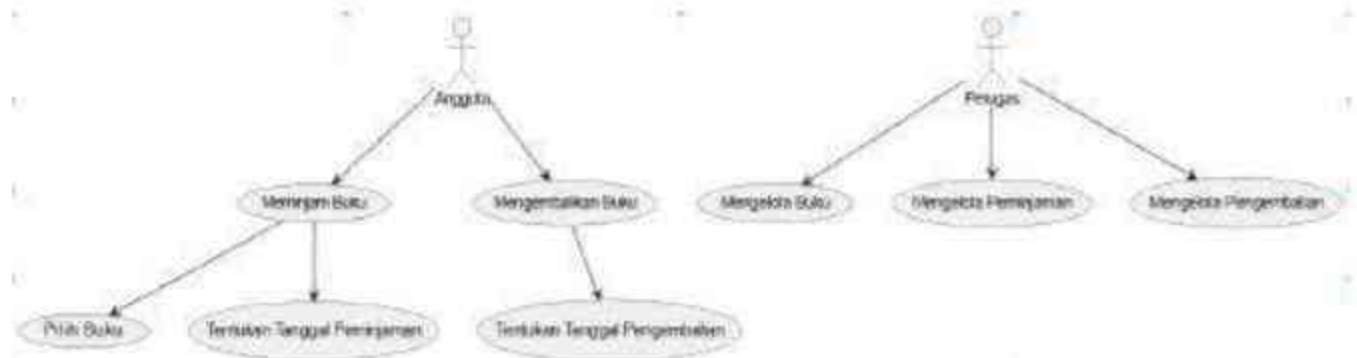 Anggota
Petugas
Meminjam Buku
Mengembalikan Buku
Mengelola Buku
Mengelola Peminjaman
Mengelola Pengembalian
Pilih Buku
Tentukan Tanggal Peminjaman
Tentukan Tanggal Pengembalian